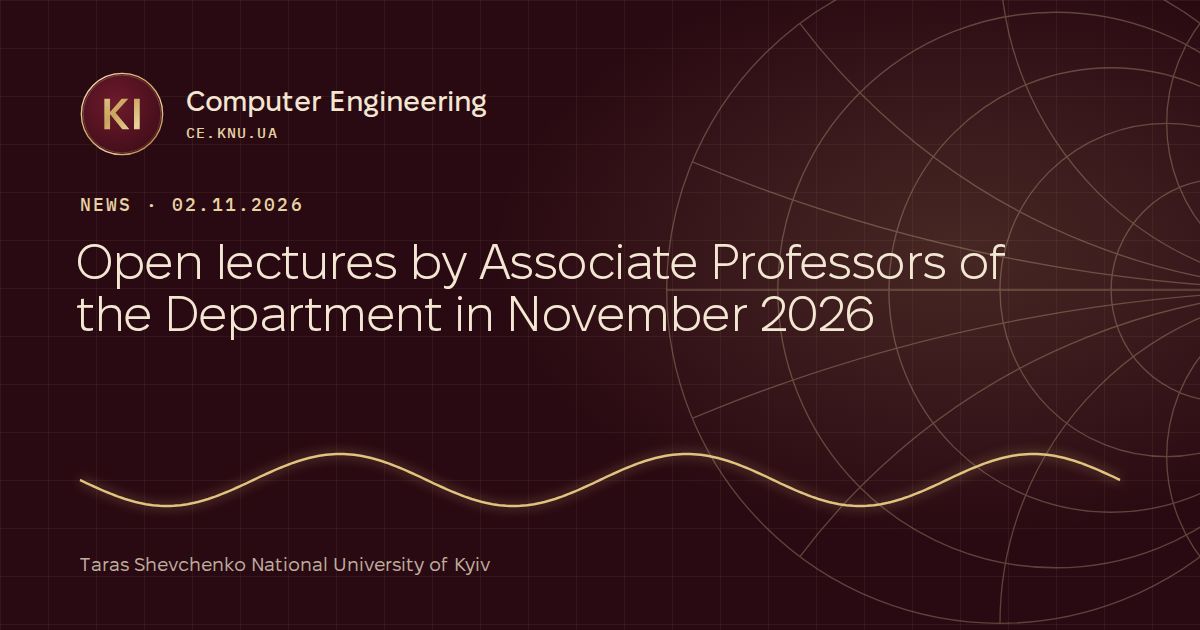 KI
Computer Engineering
CE.KNU.UA
NEWS · 02.11.2026
Open lectures by Associate Professors of
the Department in November 2026
Taras Shevchenko National University of Kyiv